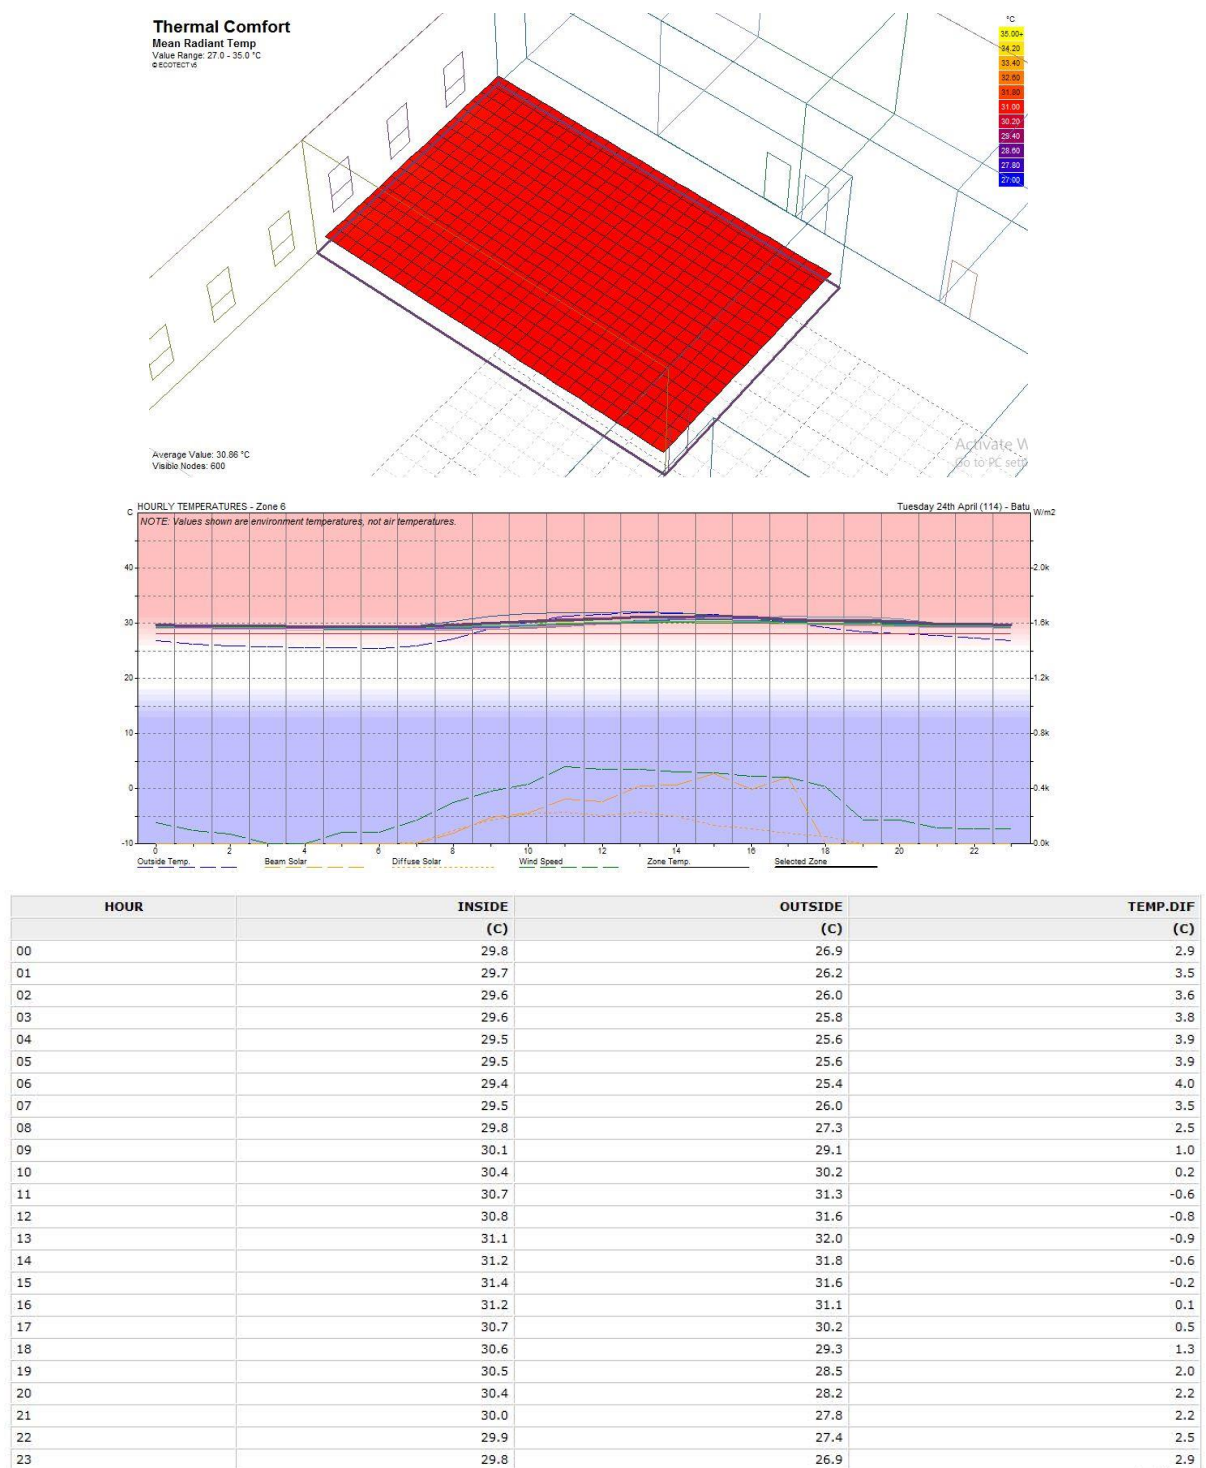 Thermal Comfort
Mean Radiant Temp
Value Range: 27.0 - 35.0 °C
© ECOTECT v5
°C
35.00+
34.20
33.40
32.60
31.80
31.00
30.20
29.40
28.60
27.80
27.00
Average Value: 30.86 °C
Visible Nodes: 600
Activate W
Go to PC sett
HOURLY TEMPERATURES - Zone 6 Tuesday 24th April (114) - Batu
C W/m2
NOTE: Values shown are environment temperatures, not air temperatures.
40 2.0k
30 1.6k
20 1.2k
10 0.8k
0 0.4k
-10 0.0k
0 2 4 6 8 10 12 14 16 18 20 22
Outside Temp. Beam Solar Diffuse Solar Wind Speed Zone Temp. Selected Zone
HOUR INSIDE OUTSIDE TEMP.DIF
(C) (C) (C)
00 29.8 26.9 2.9
01 29.7 26.2 3.5
02 29.6 26.0 3.6
03 29.6 25.8 3.8
04 29.5 25.6 3.9
05 29.5 25.6 3.9
06 29.4 25.4 4.0
07 29.5 26.0 3.5
08 29.8 27.3 2.5
09 30.1 29.1 1.0
10 30.4 30.2 0.2
11 30.7 31.3 -0.6
12 30.8 31.6 -0.8
13 31.1 32.0 -0.9
14 31.2 31.8 -0.6
15 31.4 31.6 -0.2
16 31.2 31.1 0.1
17 30.7 30.2 0.5
18 30.6 29.3 1.3
19 30.5 28.5 2.0
20 30.4 28.2 2.2
21 30.0 27.8 2.2
22 29.9 27.4 2.5
23 29.8 26.9 2.9